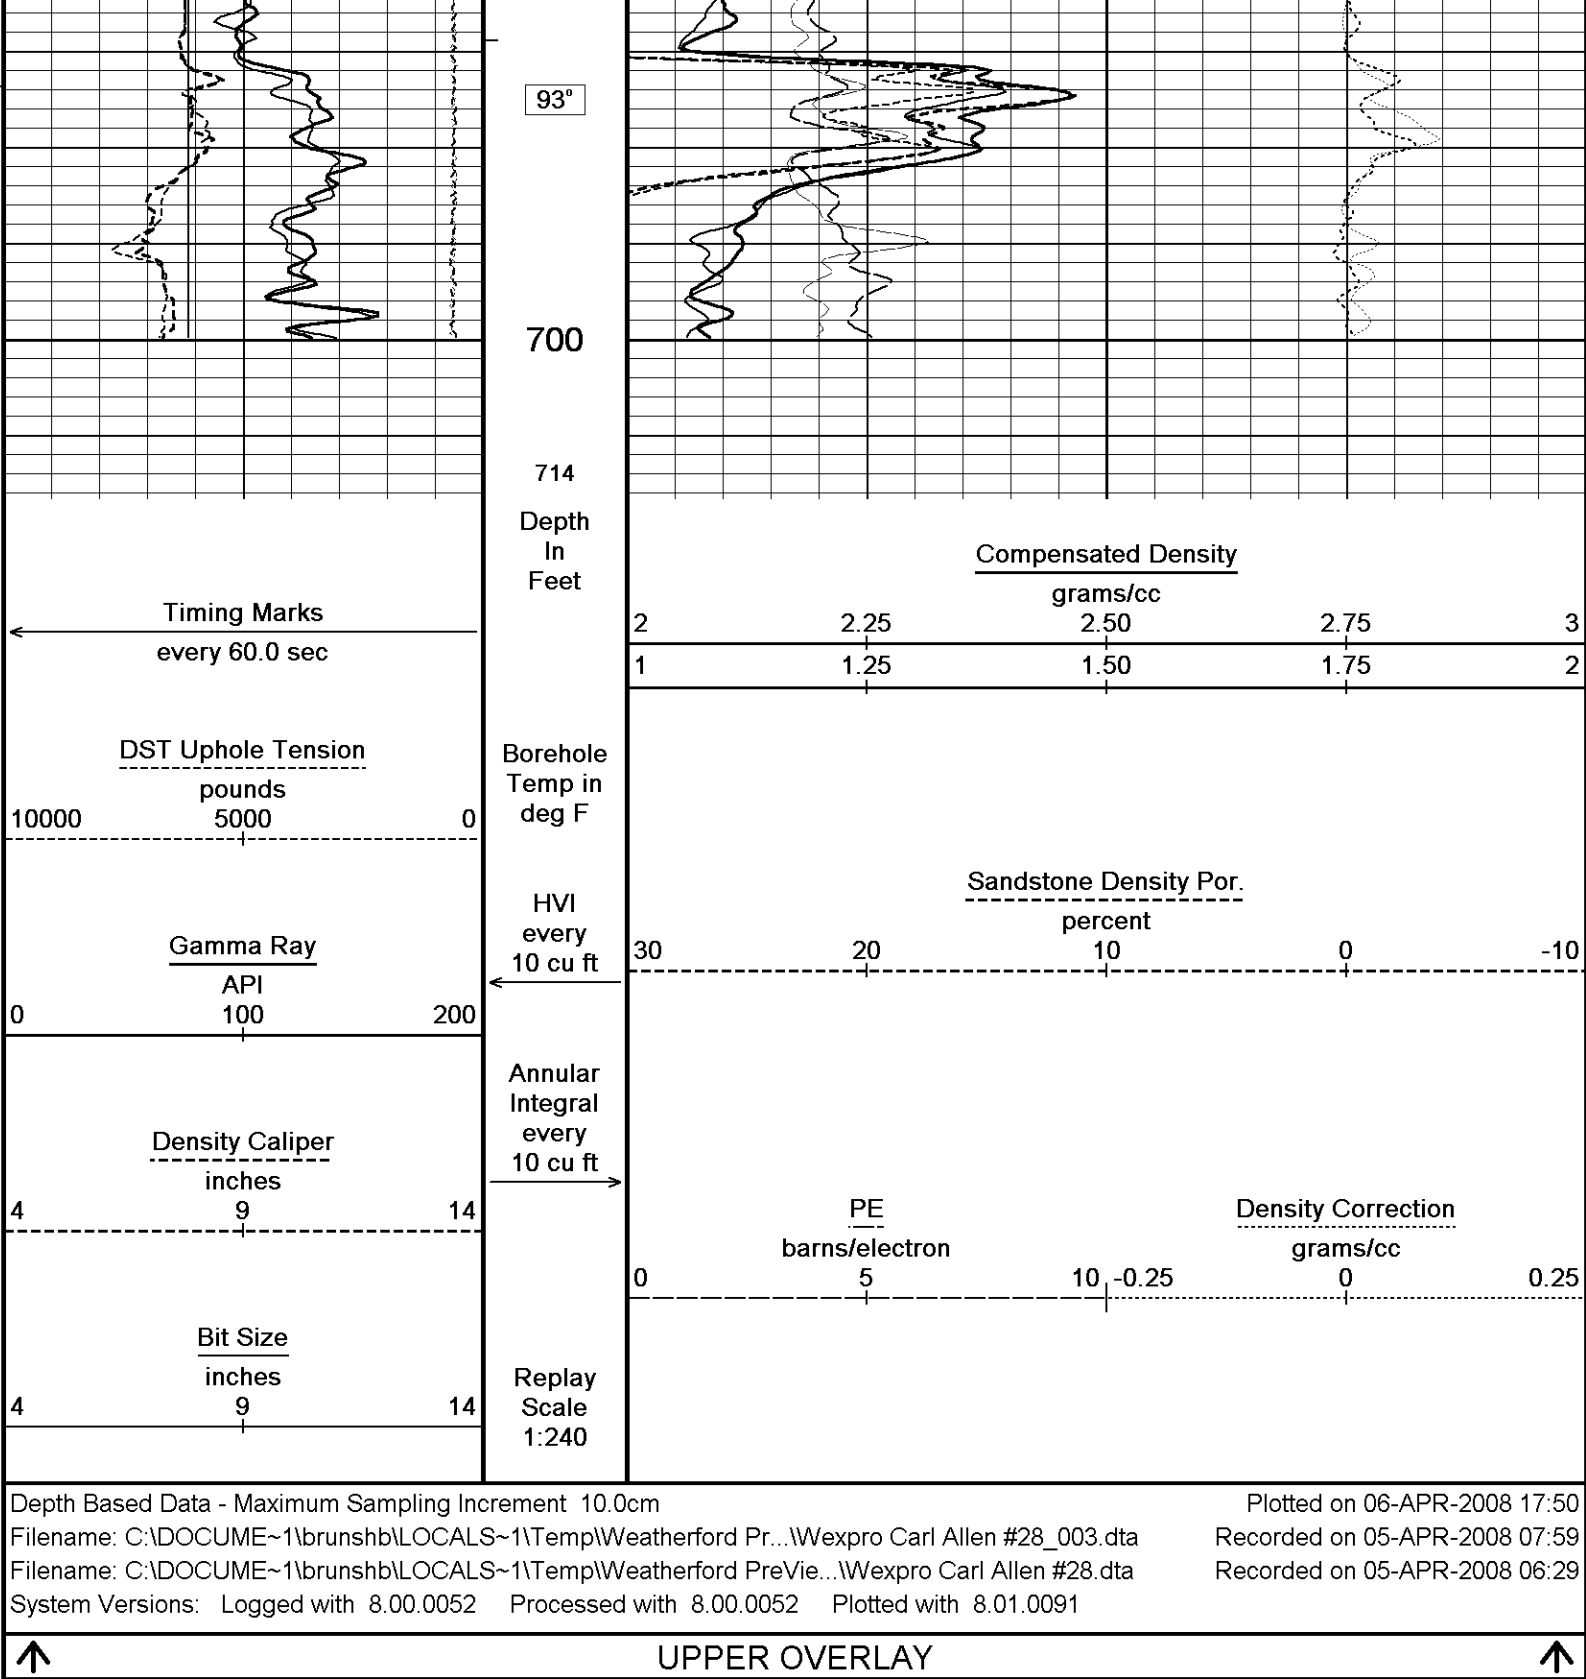 93°
700
714
Depth
In
Feet
Timing Marks
every 60.0 sec
DST Uphole Tension
pounds
10000 5000 0
Gamma Ray
API
0 100 200
Density Caliper
inches
4 9 14
Bit Size
inches
4 9 14
Borehole
Temp in
deg F
HVI
every
10 cu ft
Annular
Integral
every
10 cu ft
Replay
Scale
1:240
Compensated Density
grams/cc
2 2.25 2.50 2.75 3
1 1.25 1.50 1.75 2
Sandstone Density Por.
percent
30 20 10 0 -10
PE
barns/electron
0 5 10
Density Correction
grams/cc
-0.25 0 0.25
Depth Based Data - Maximum Sampling Increment 10.0cm Plotted on 06-APR-2008 17:50
Filename: C:\DOCUME~1\brunshb\LOCALS~1\Temp\Weatherford Pr...\Wexpro Carl Allen #28_003.dta Recorded on 05-APR-2008 07:59
Filename: C:\DOCUME~1\brunshb\LOCALS~1\Temp\Weatherford PreVie...\Wexpro Carl Allen #28.dta Recorded on 05-APR-2008 06:29
System Versions: Logged with 8.00.0052 Processed with 8.00.0052 Plotted with 8.01.0091
↑ UPPER OVERLAY ↑